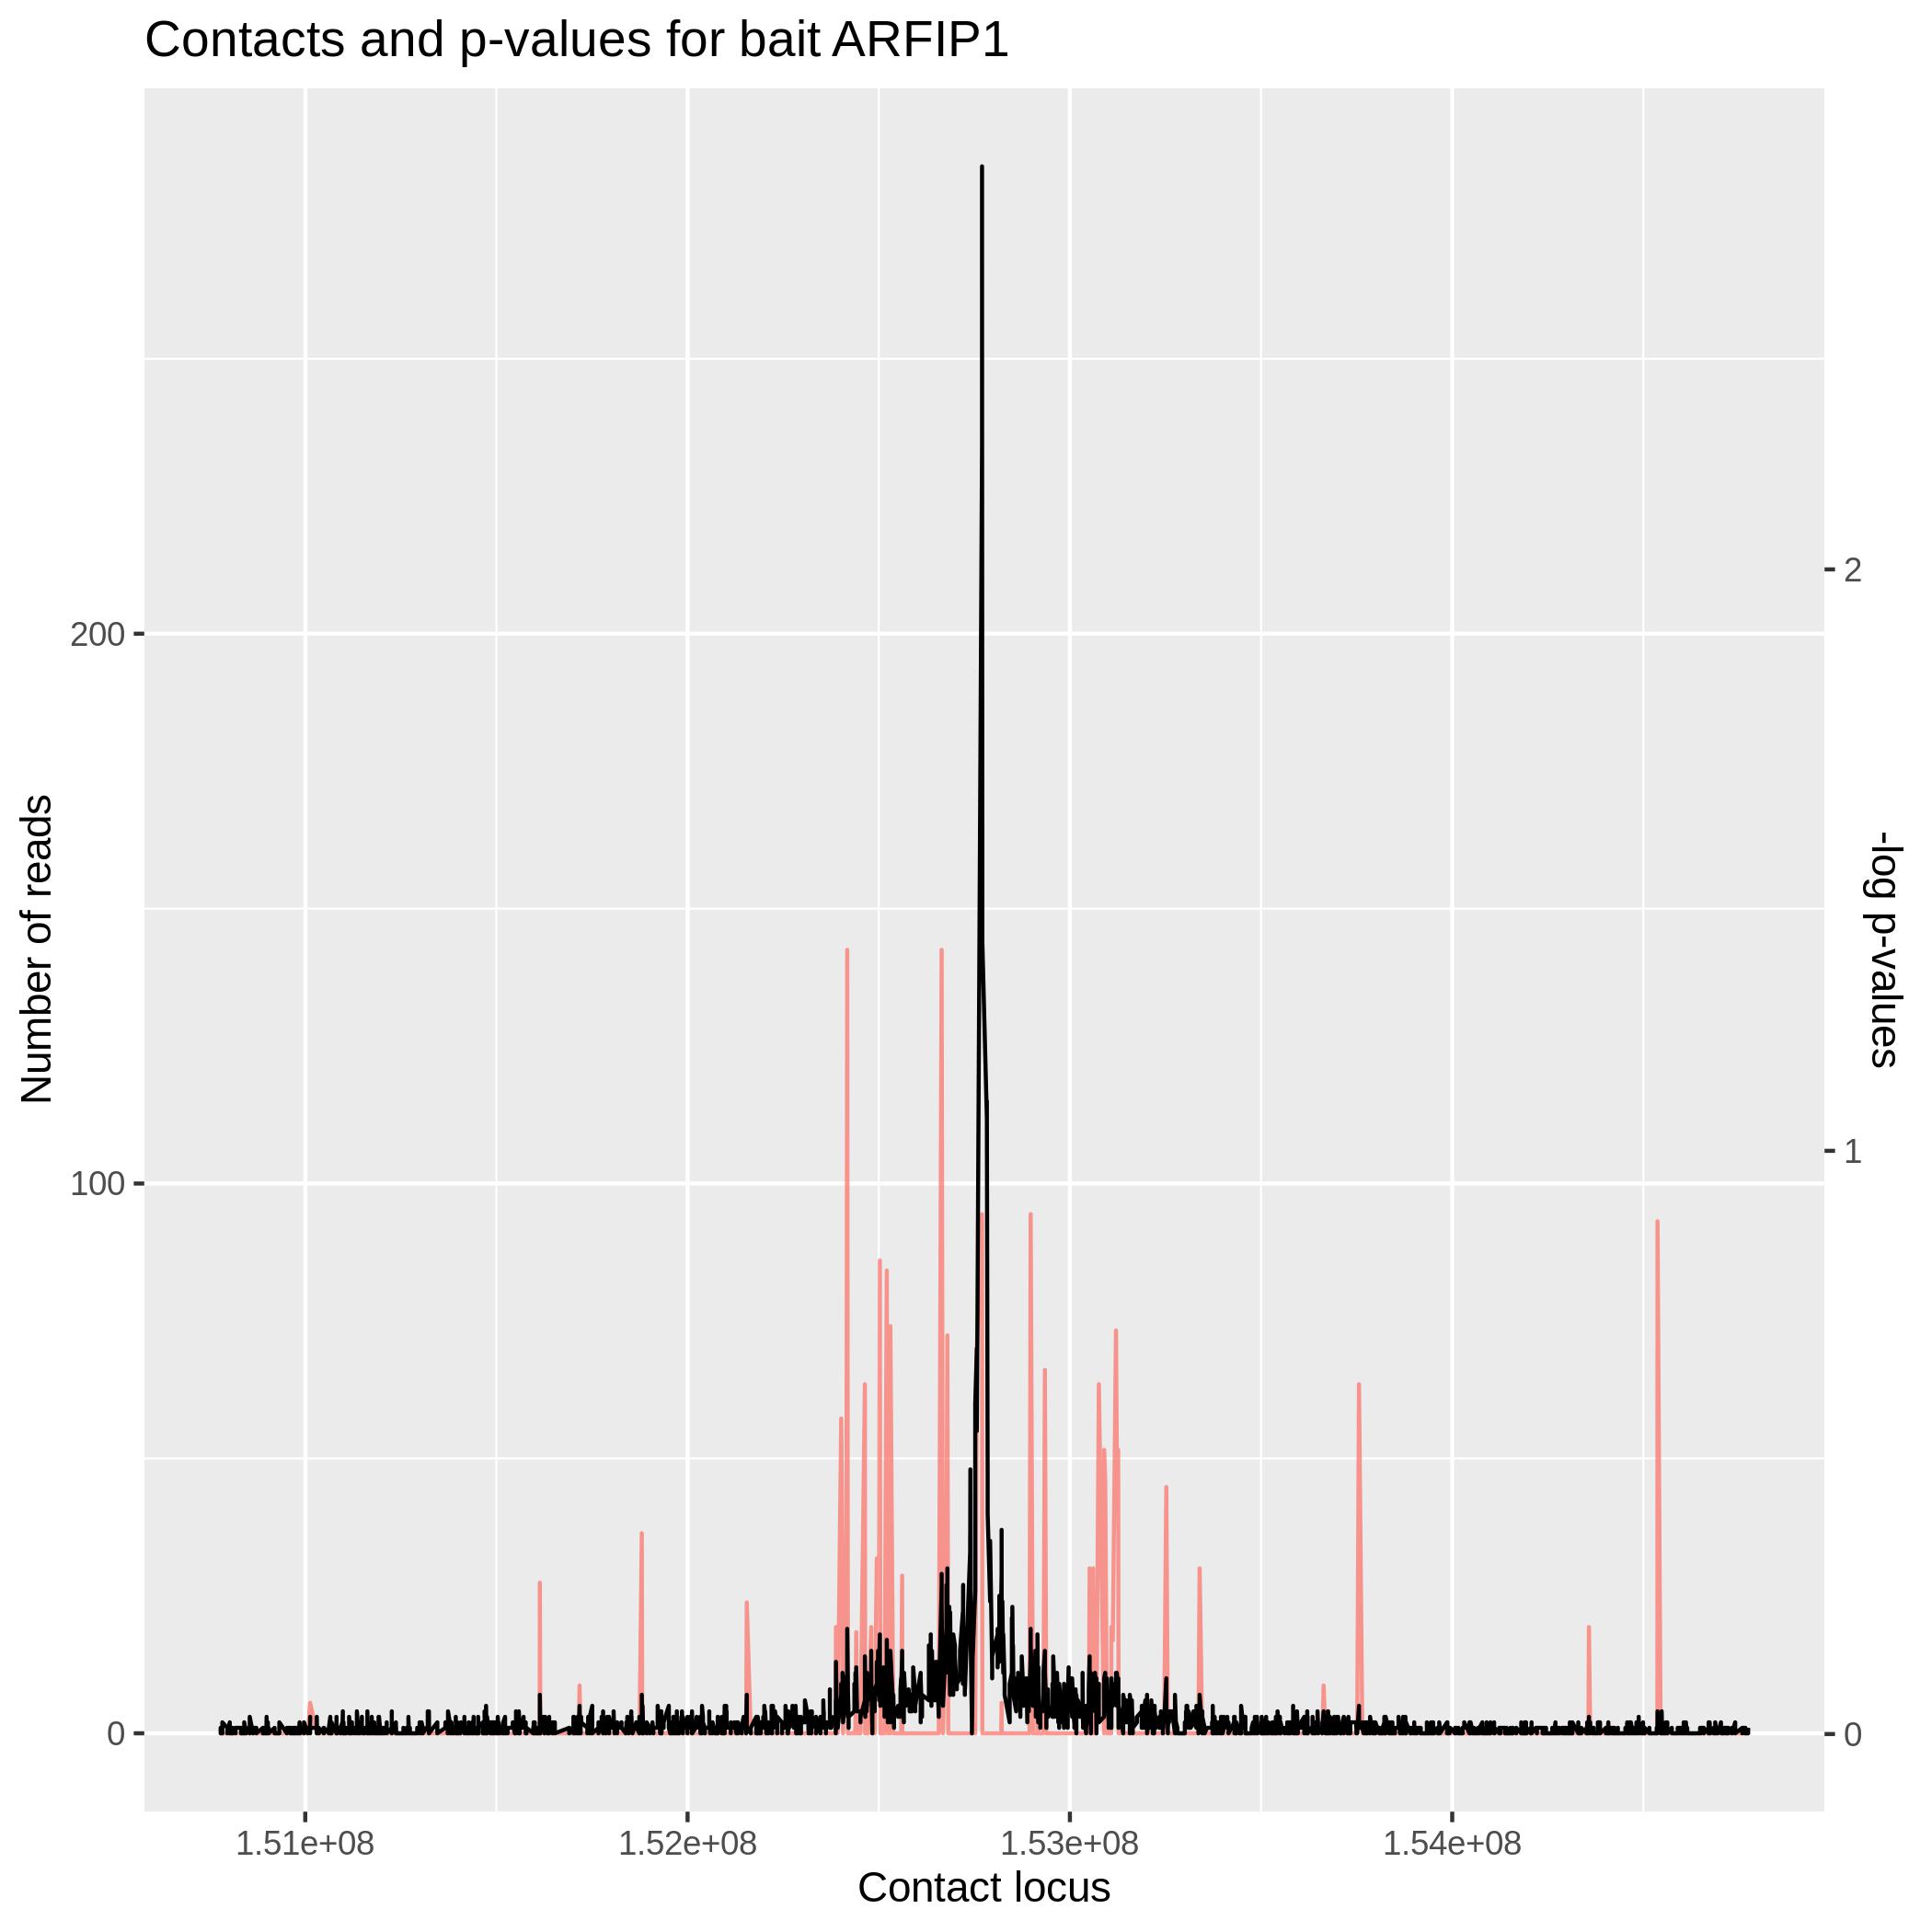 Contacts and p-values for bait ARFIP1
Number of reads
200
100
0
2
1
0
-log p-values
1.51e+08
1.52e+08
1.53e+08
1.54e+08
Contact locus